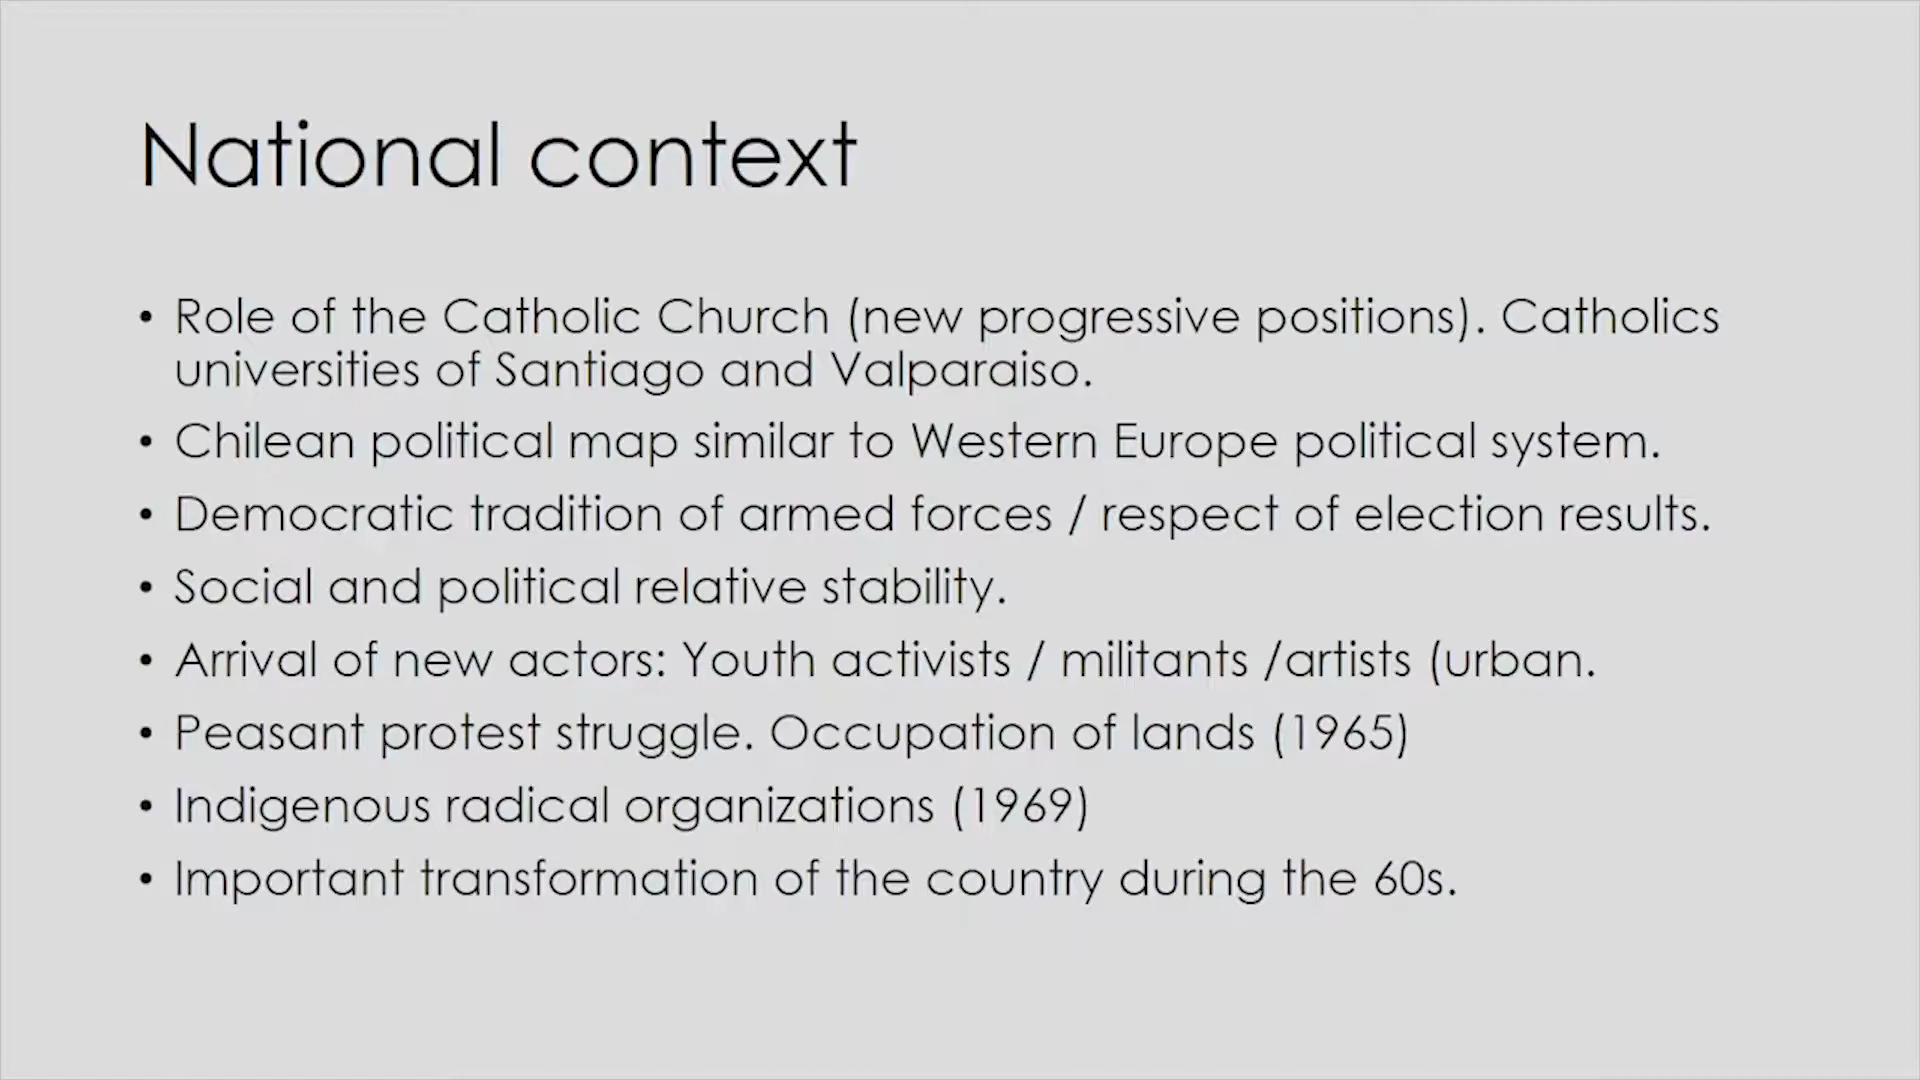 National context
• Role of the Catholic Church (new progressive positions). Catholics
universities of Santiago and Valparaiso.
• Chilean political map similar to Western Europe political system.
• Democratic tradition of armed forces / respect of election results.
• Social and political relative stability.
• Arrival of new actors: Youth activists / militants /artists (urban.
• Peasant protest struggle. Occupation of lands (1965)
• Indigenous radical organizations (1969)
• Important transformation of the country during the 60s.